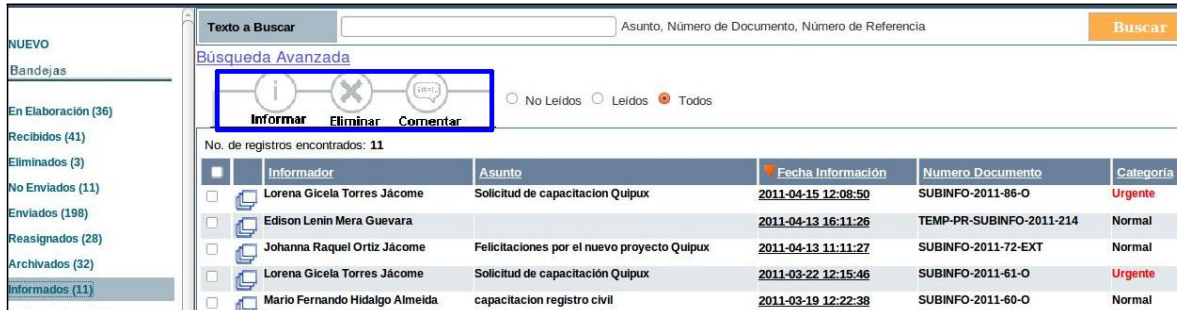 NUEVO
Bandejas
En Elaboración (36)
Recibidos (41)
Eliminados (3)
No Enviados (11)
Enviados (198)
Reasignados (28)
Archivados (32)
Informados (11)
Texto a Buscar Asunto, Número de Documento, Número de Referencia Buscar
Búsqueda Avanzada
Informar Eliminar Comentar No Leídos Leídos Todos
No. de registros encontrados: 11
Informador Asunto Fecha Información Numero Documento Categoría
Lorena Gicela Torres Jácome Solicitud de capacitacion Quipux 2011-04-15 12:08:50 SUBINFO-2011-86-O Urgente
Edison Lenin Mera Guevara 2011-04-13 16:11:26 TEMP-PR-SUBINFO-2011-214 Normal
Johanna Raquel Ortiz Jácome Felicitaciones por el nuevo proyecto Quipux 2011-04-13 11:11:27 SUBINFO-2011-72-EXT Normal
Lorena Gicela Torres Jácome Solicitud de capacitación Quipux 2011-03-22 12:15:46 SUBINFO-2011-61-O Urgente
Mario Fernando Hidalgo Almeida capacitacion registro civil 2011-03-19 12:22:38 SUBINFO-2011-60-O Normal